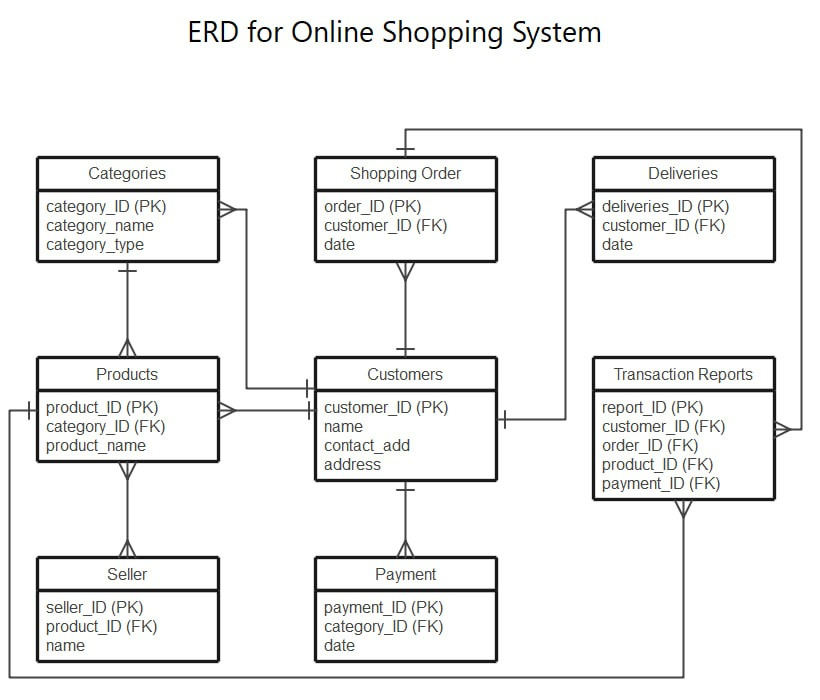 ERD for Online Shopping System
Categories
category_ID (PK)
category_name
category_type
Shopping Order
order_ID (PK)
customer_ID (FK)
date
Deliveries
deliveries_ID (PK)
customer_ID (FK)
date
Products
product_ID (PK)
category_ID (FK)
product_name
Customers
customer_ID (PK)
name
contact_add
address
Transaction Reports
report_ID (PK)
customer_ID (FK)
order_ID (FK)
product_ID (FK)
payment_ID (FK)
Seller
seller_ID (PK)
product_ID (FK)
name
Payment
payment_ID (PK)
category_ID (FK)
date